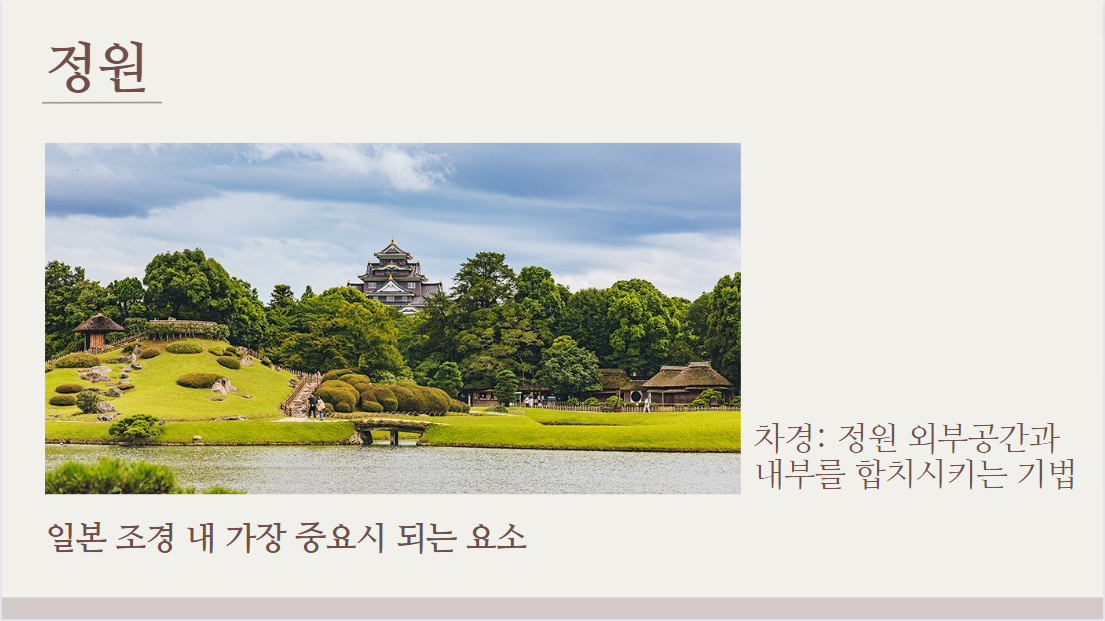 정원
차경: 정원 외부공간과
내부를 합치시키는 기법
일본 조경 내 가장 중요시 되는 요소